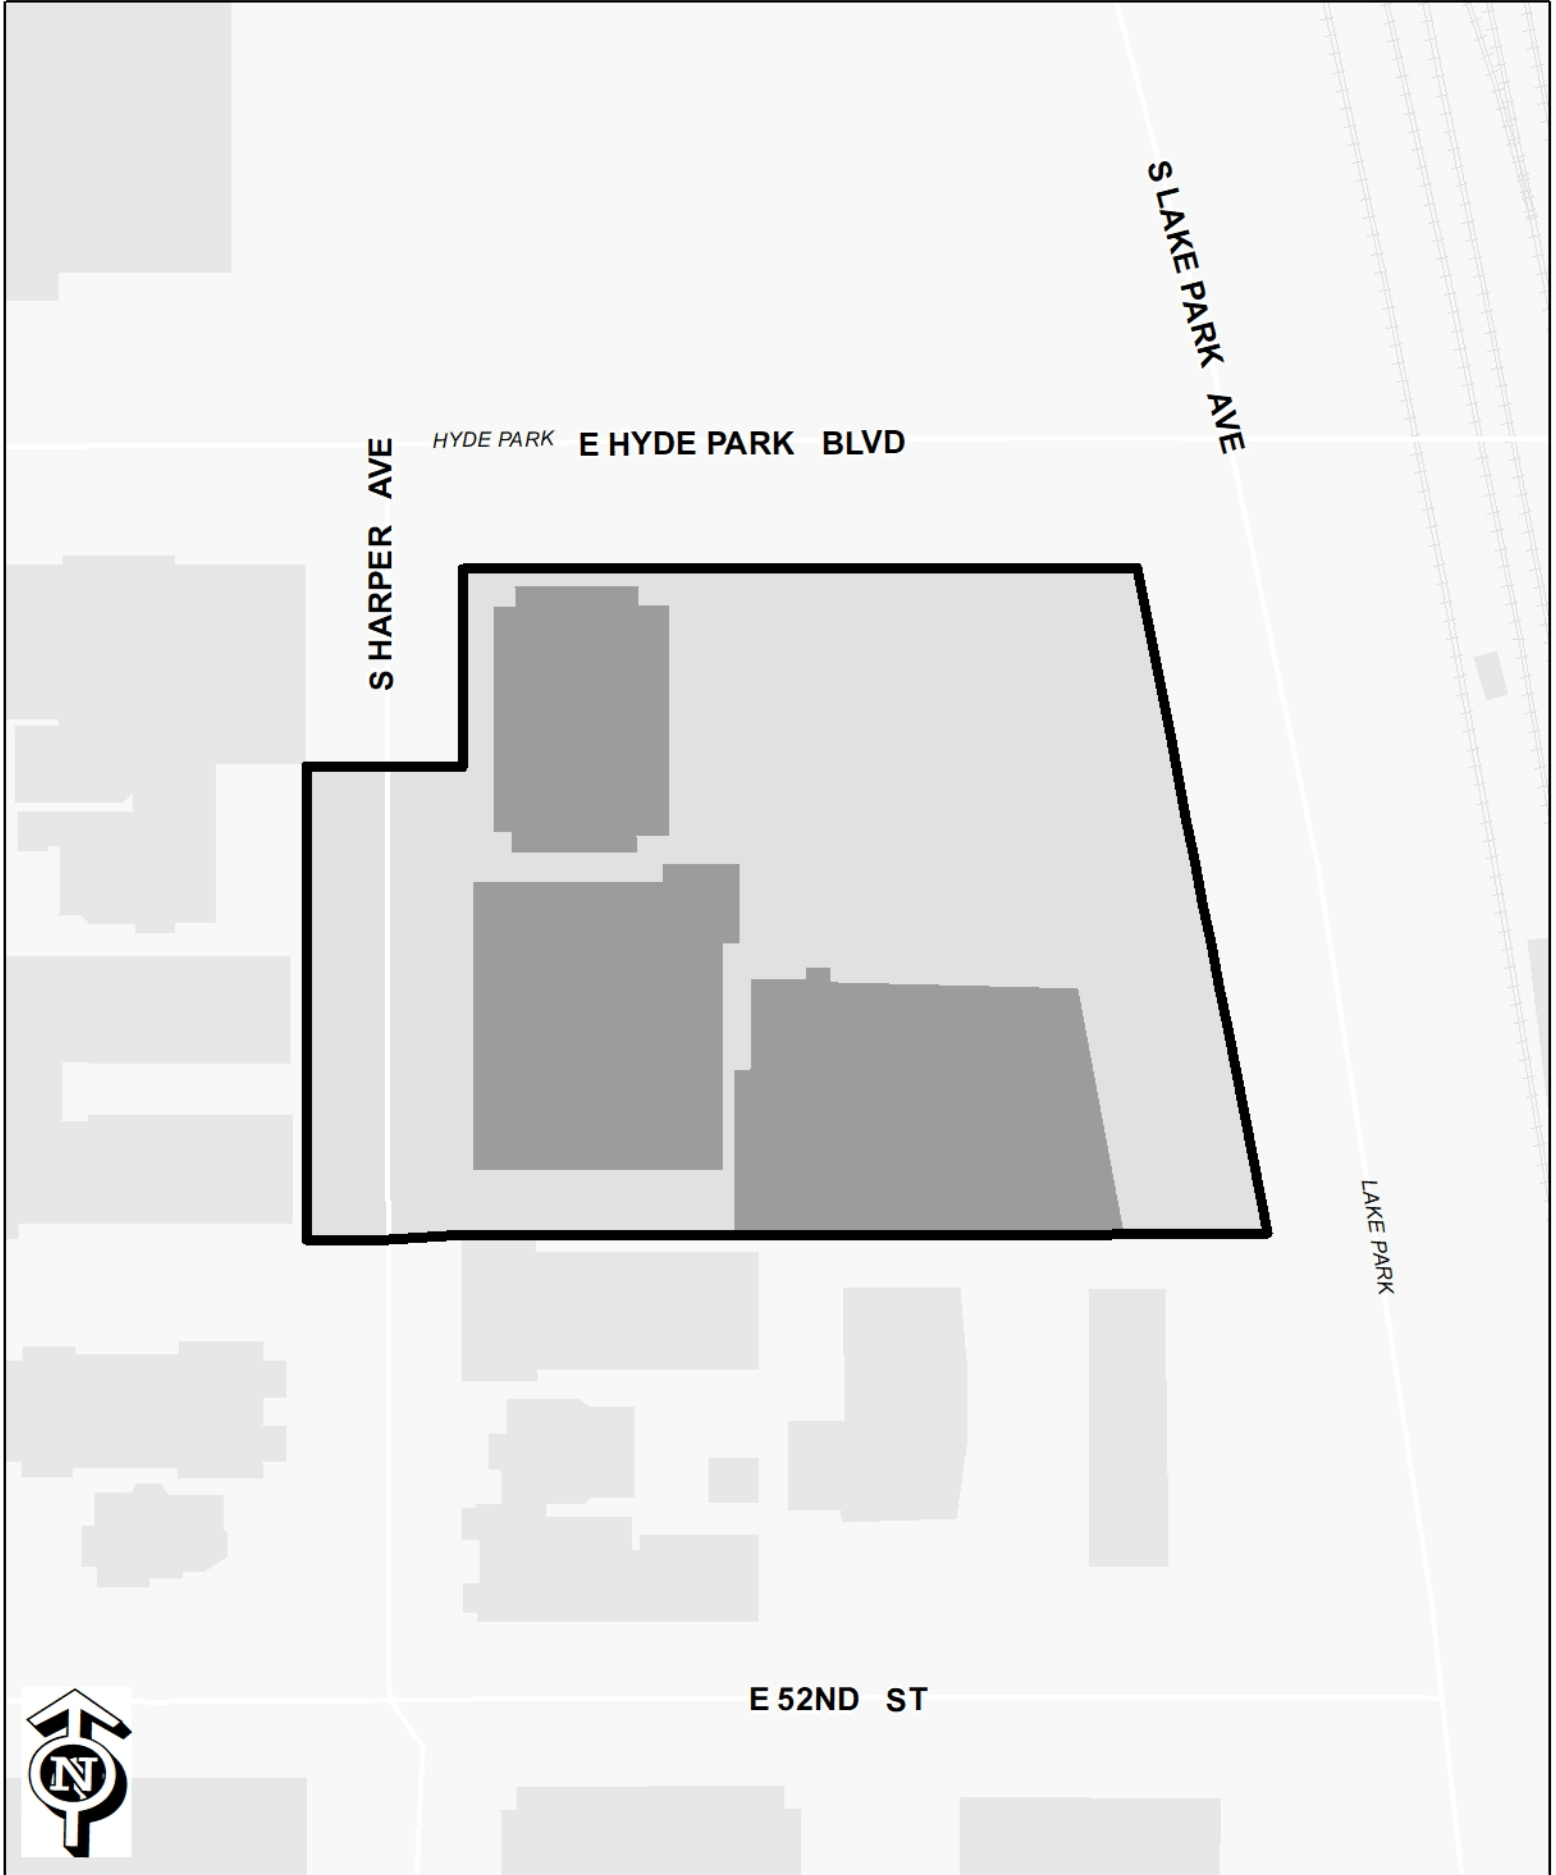 S LAKE PARK AVE
HYDE PARK
E HYDE PARK BLVD
S HARPER AVE
LAKE PARK
E 52ND ST
N